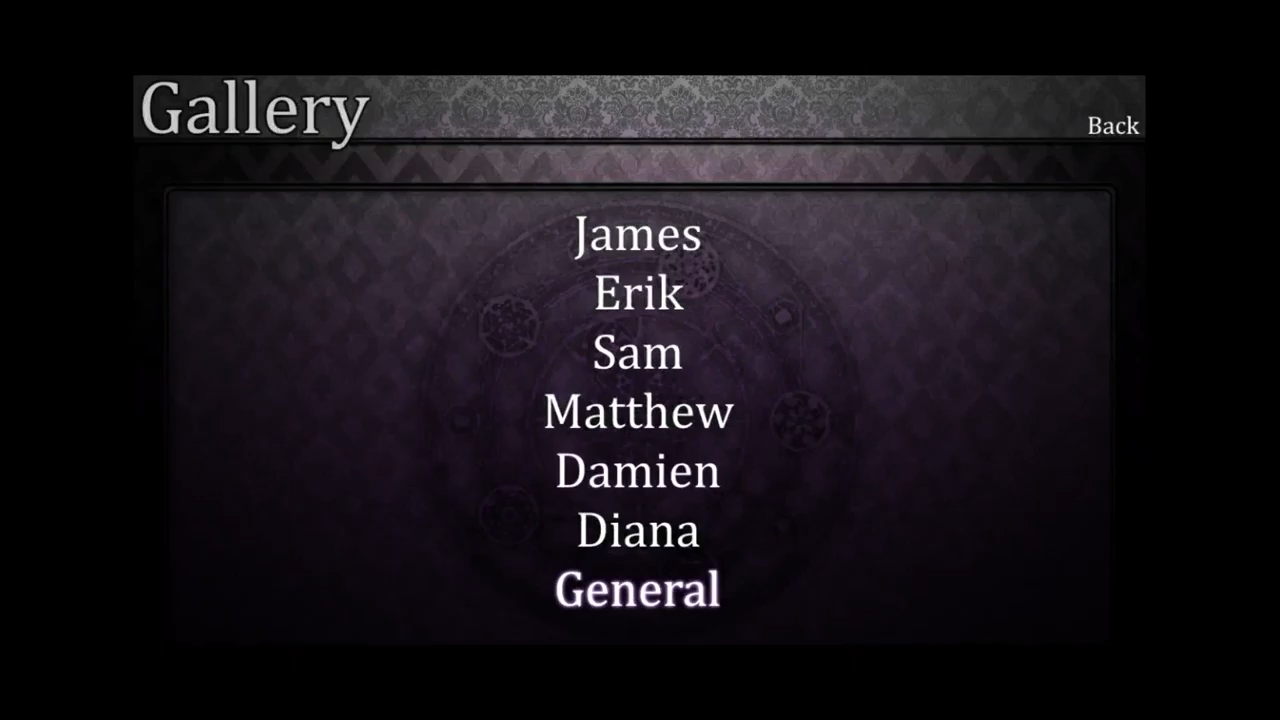 Gallery
Back
James
Erik
Sam
Matthew
Damien
Diana
General